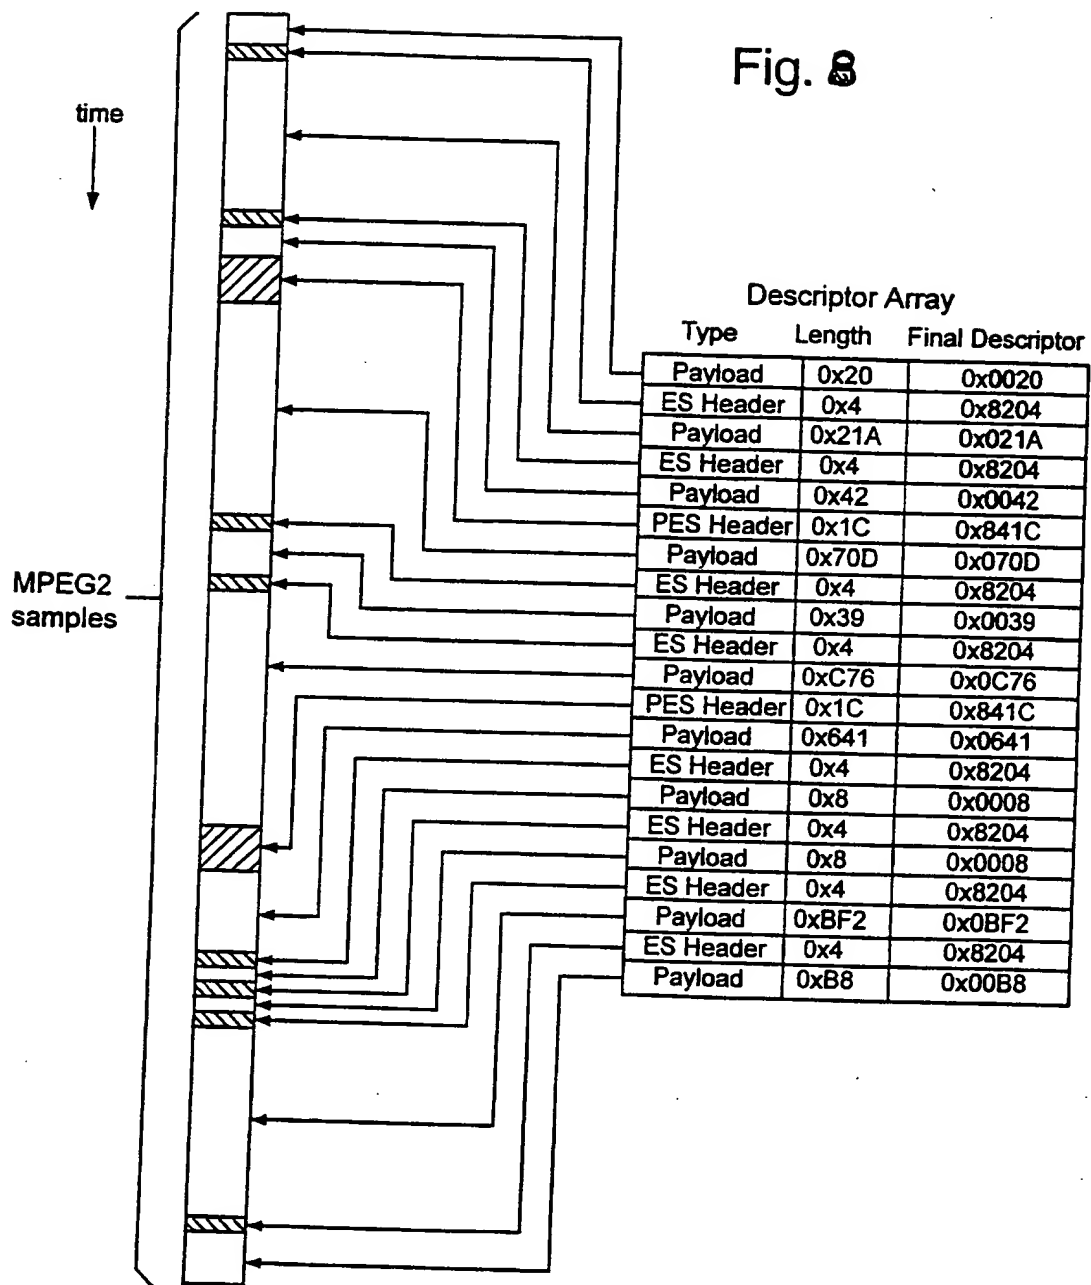 Fig. 8
time
Descriptor Array
Type Length Final Descriptor
Payload 0x20 0x0020
ES Header 0x4 0x8204
Payload 0x21A 0x021A
ES Header 0x4 0x8204
Payload 0x42 0x0042
PES Header 0x1C 0x841C
Payload 0x70D 0x070D
ES Header 0x4 0x8204
Payload 0x39 0x0039
ES Header 0x4 0x8204
Payload 0xC76 0x0C76
PES Header 0x1C 0x841C
Payload 0x641 0x0641
ES Header 0x4 0x8204
Payload 0x8 0x0008
ES Header 0x4 0x8204
Payload 0x8 0x0008
ES Header 0x4 0x8204
Payload 0xBF2 0x0BF2
ES Header 0x4 0x8204
Payload 0xB8 0x00B8
MPEG2
samples